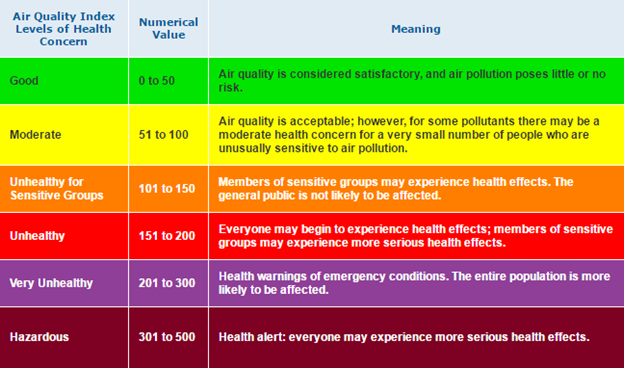 Air Quality Index
Levels of Health
Concern
Numerical
Value
Meaning
Good
0 to 50
Air quality is considered satisfactory, and air pollution poses little or no
risk.
Moderate
51 to 100
Air quality is acceptable; however, for some pollutants there may be a
moderate health concern for a very small number of people who are
unusually sensitive to air pollution.
Unhealthy for
Sensitive Groups
101 to 150
Members of sensitive groups may experience health effects. The
general public is not likely to be affected.
Unhealthy
151 to 200
Everyone may begin to experience health effects; members of sensitive
groups may experience more serious health effects.
Very Unhealthy
201 to 300
Health warnings of emergency conditions. The entire population is more
likely to be affected.
Hazardous
301 to 500
Health alert: everyone may experience more serious health effects.